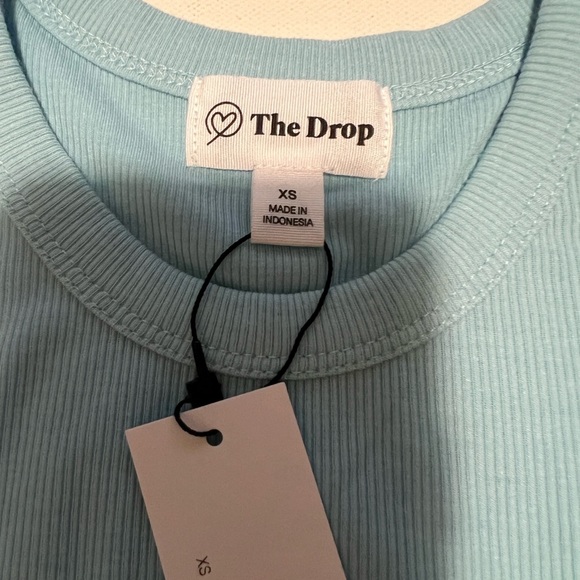 The Drop
XS
MADE IN
INDONESIA
XS